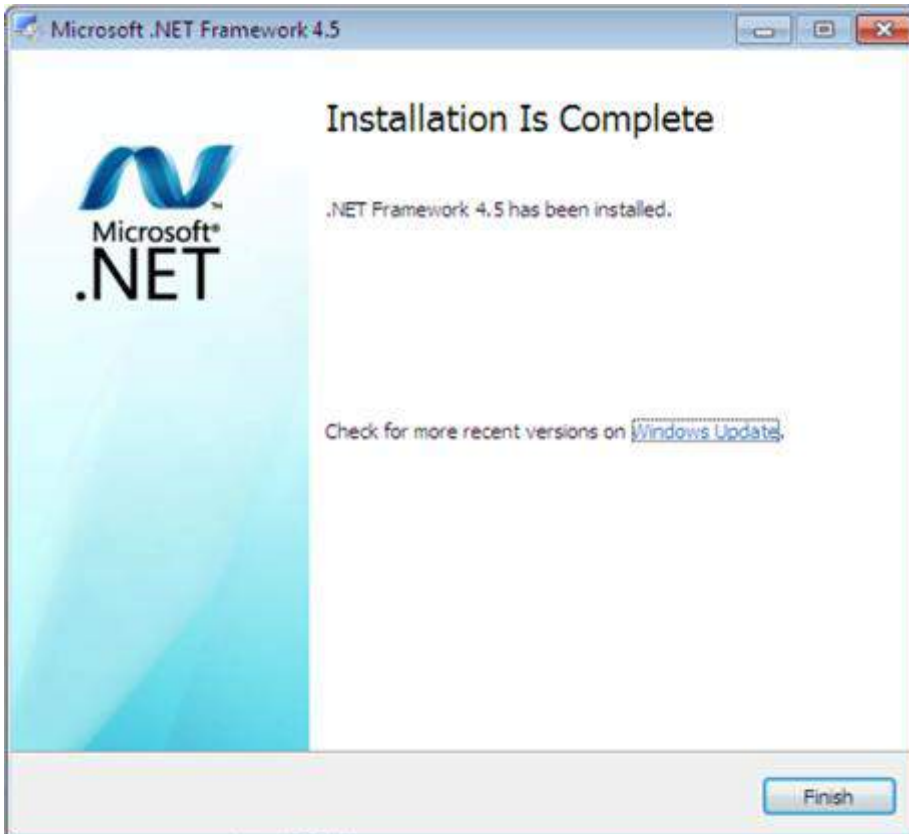 Microsoft .NET Framework 4.5
Installation Is Complete
Microsoft®
.NET
™
.NET Framework 4.5 has been installed.
Check for more recent versions on Windows Update.
Finish